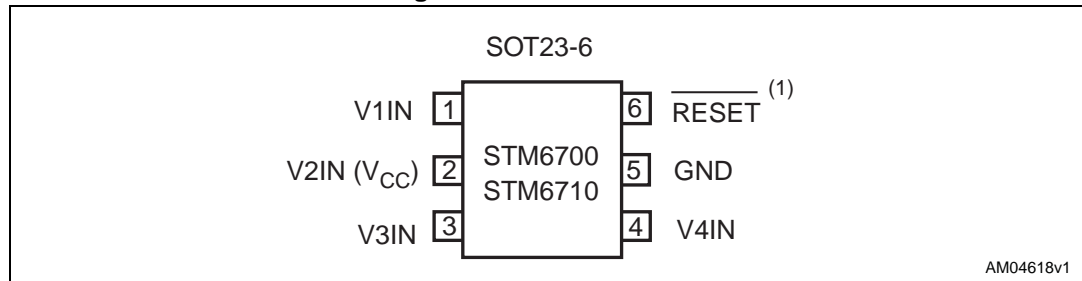 SOT23-6
V1IN 1 6 RESET (1)
V2IN (VCC) 2 STM6700 5 GND
STM6710
V3IN 3 4 V4IN
AM04618v1